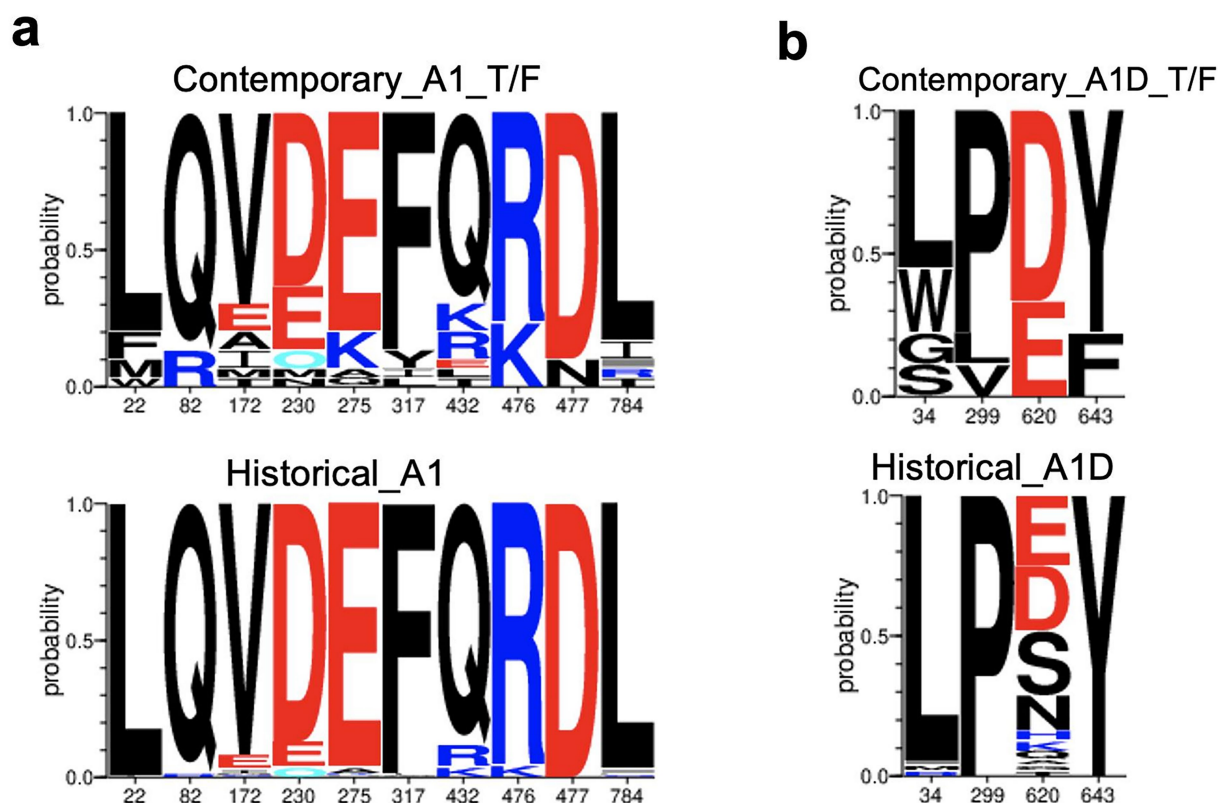 a
Contemporary_A1_T/F
probability
1.0
0.5
0.0
L Q V D E F Q R D L
F R E E K Y K K N I
M A O R
W I M E
22 82 172 230 275 317 432 476 477 784
Historical_A1
probability
1.0
0.5
0.0
L Q V D E F Q R D L
E E R K
O K
22 82 172 230 275 317 432 476 477 784
b
Contemporary_A1D_T/F
probability
1.0
0.5
0.0
L P D Y
W L E F
G V
S
34 299 620 643
Historical_A1D
probability
1.0
0.5
0.0
L P E Y
D
S
N
H
K
34 299 620 643